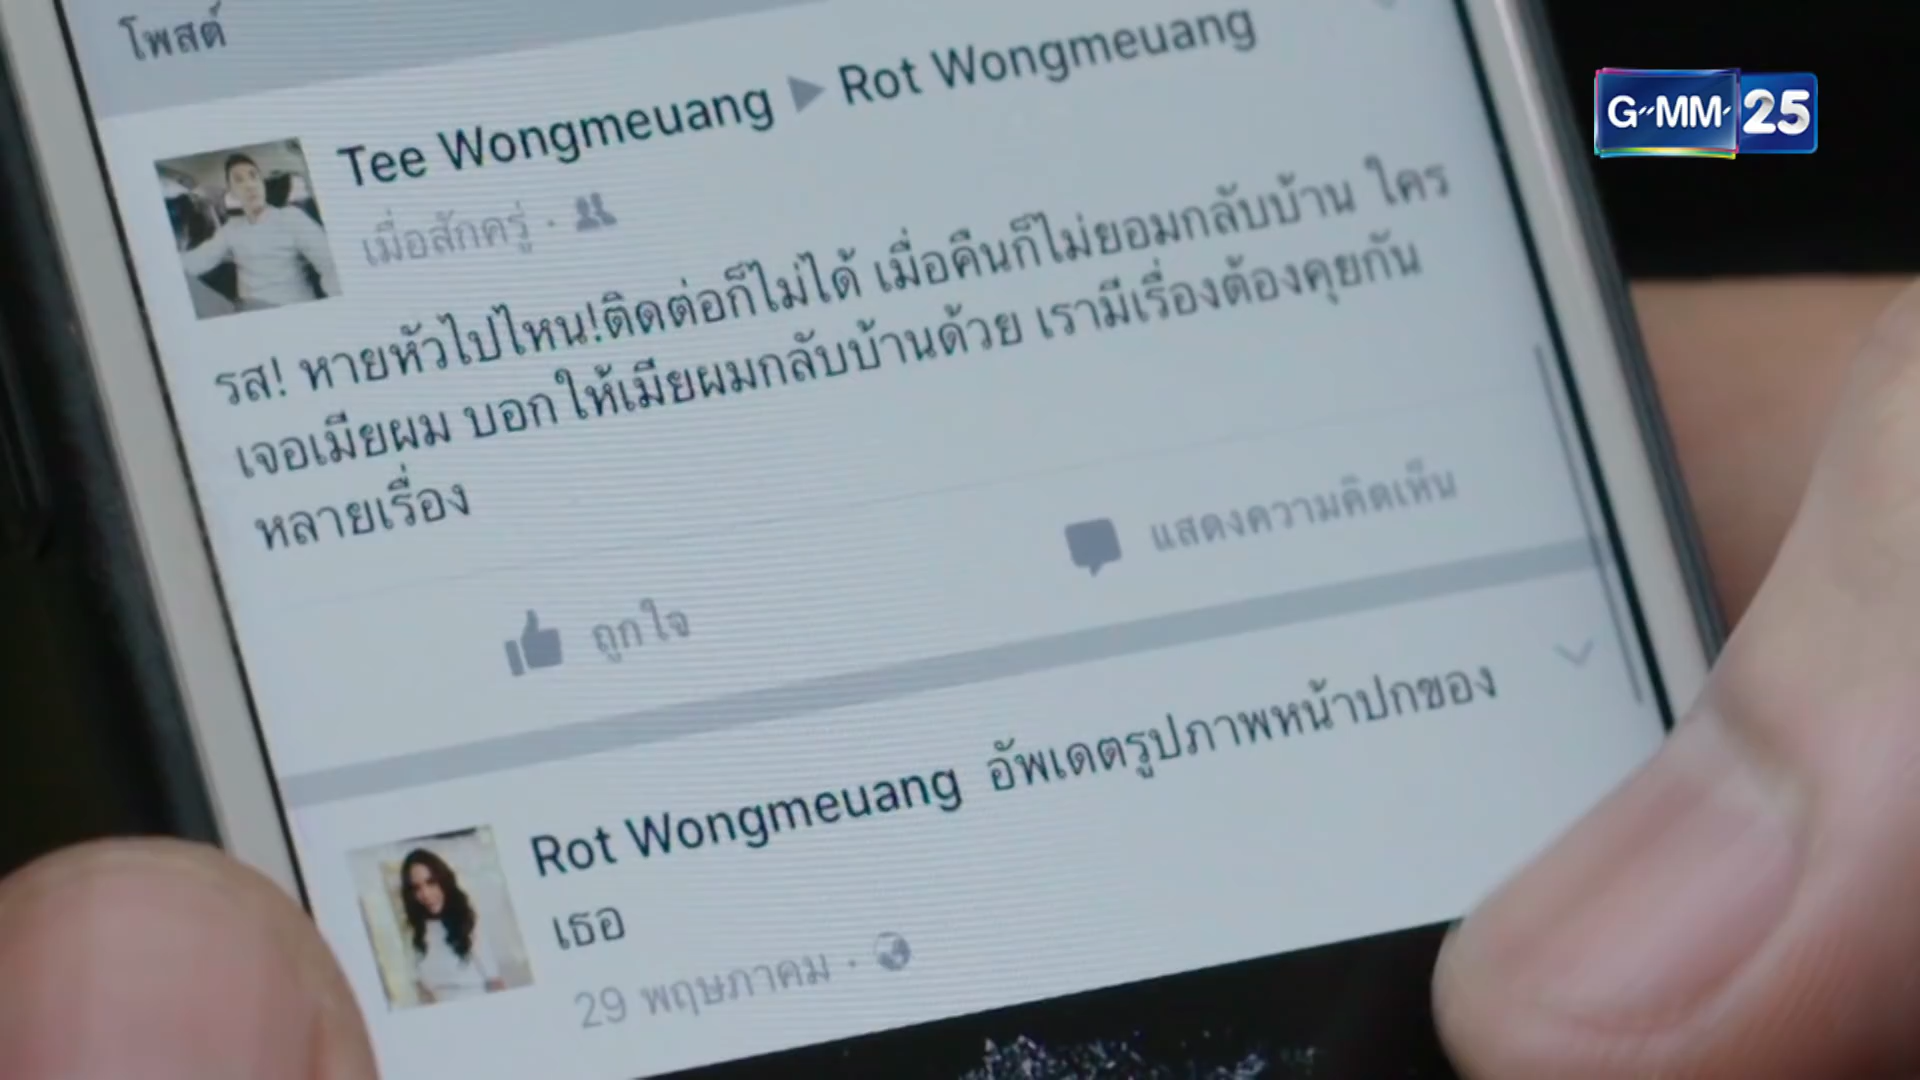 โพสต์
G-MM- 25
Tee Wongmeuang ▶ Rot Wongmeuang
เมื่อสักครู่ ·
รส! หายหัวไปไหน!ติดต่อก็ไม่ได้ เมื่อคืนก็ไม่ยอมกลับบ้าน ใคร
เจอเมียผม บอกให้เมียผมกลับบ้านด้วย เรามีเรื่องต้องคุยกัน
หลายเรื่อง
ถูกใจ
แสดงความคิดเห็น
Rot Wongmeuang อัพเดตรูปภาพหน้าปกของ
เธอ
29 พฤษภาคม ·